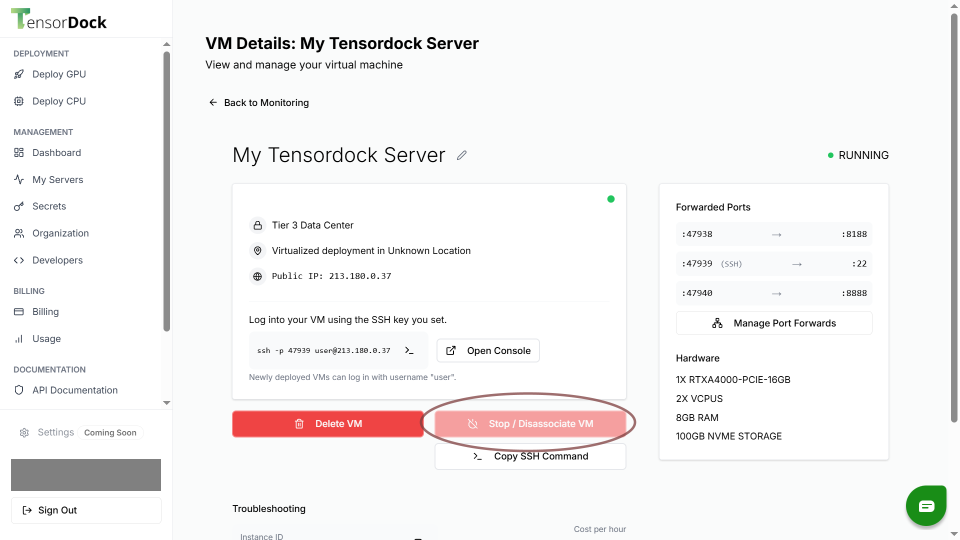 TensorDock
DEPLOYMENT
Deploy GPU
Deploy CPU
MANAGEMENT
Dashboard
My Servers
Secrets
Organization
Developers
BILLING
Billing
Usage
DOCUMENTATION
API Documentation
Settings Coming Soon
Sign Out
VM Details: My Tensordock Server
View and manage your virtual machine
← Back to Monitoring
My Tensordock Server
RUNNING
Tier 3 Data Center
Virtualized deployment in Unknown Location
Public IP: 213.180.0.37
Log into your VM using the SSH key you set.
ssh -p 47939 user@213.180.0.37
Open Console
Newly deployed VMs can log in with username "user".
Delete VM
Stop / Disassociate VM
Copy SSH Command
Forwarded Ports
:47938 → :8188
:47939 (SSH) → :22
:47940 → :8888
Manage Port Forwards
Hardware
1X RTXA4000-PCIE-16GB
2X VCPUS
8GB RAM
100GB NVME STORAGE
Troubleshooting
Instance ID
Cost per hour